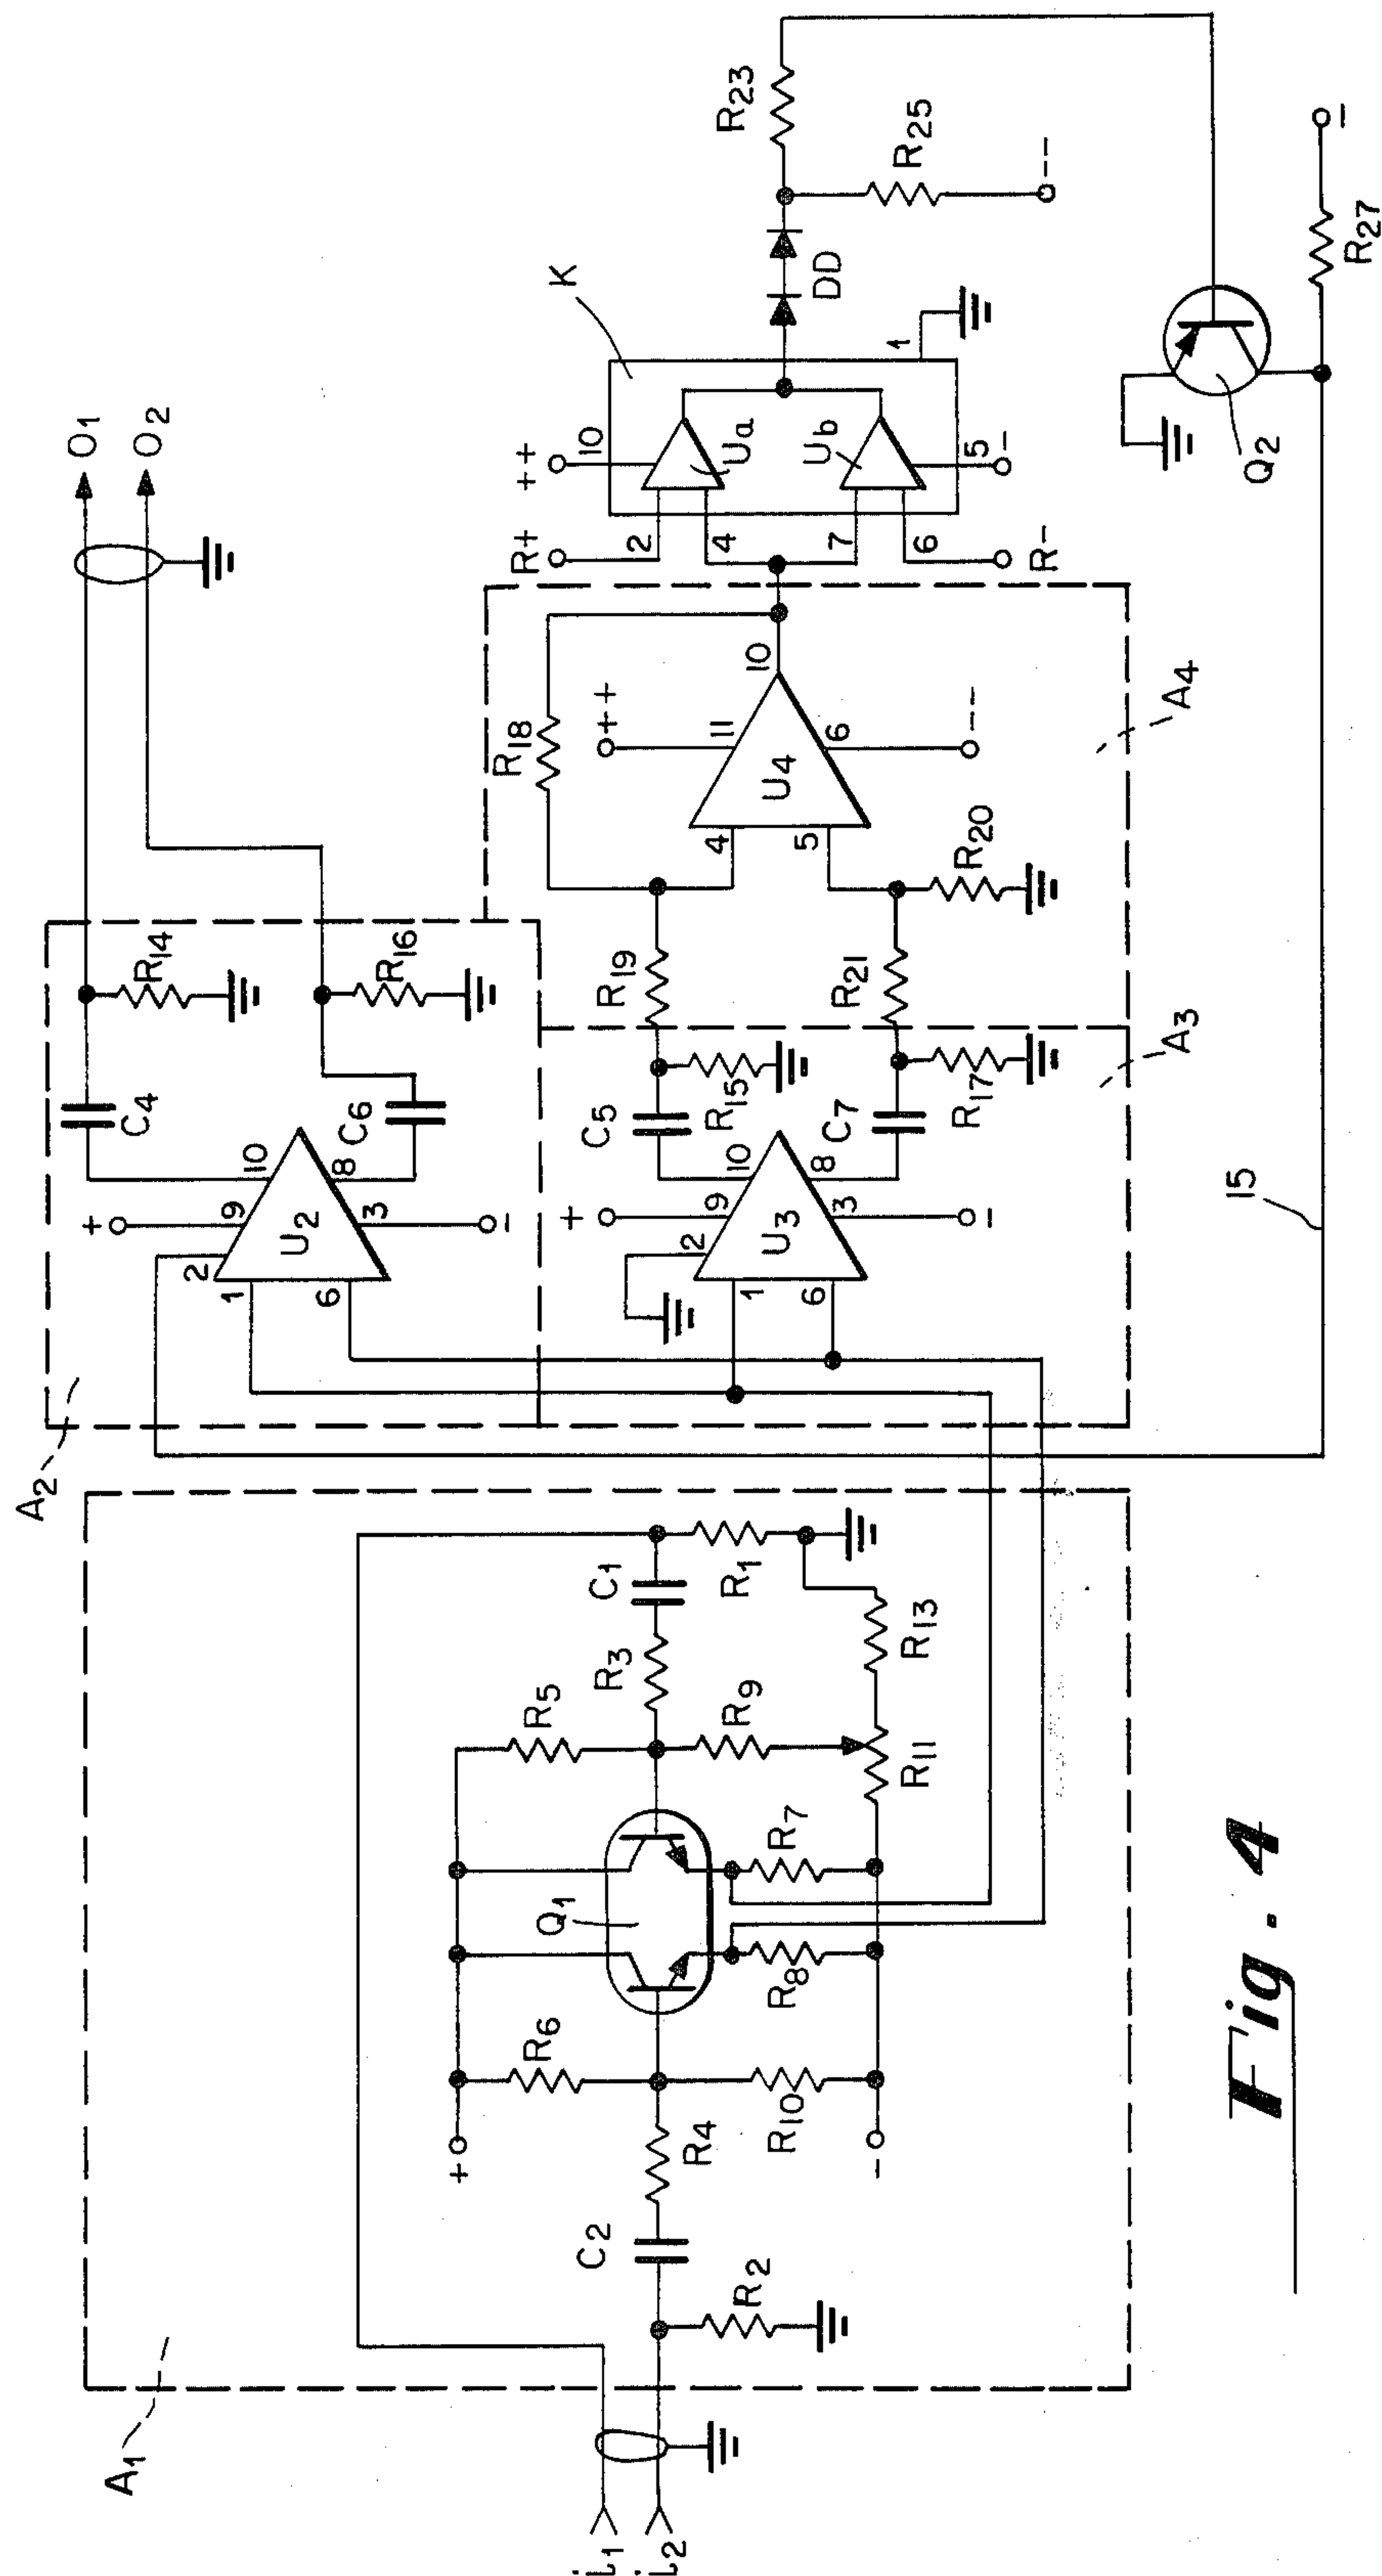 A1
i1
i2
C2
R2
R4
+
R6
R10
-
Q1
R8
R7
R5
R9
R11
R3
C1
R1
R13
A2
2
1
6
U2
+
9
10
8
3
-
C4
C6
R14
R16
O1
O2
2
1
6
U3
+
9
10
8
3
-
C5
C7
R15
R17
A3
R19
R21
R20
R18
4
5
U4
++
11
10
6
--
A4
R+
R-
2
4
7
6
++
10
Ua
Ub
5
-
K
1
DD
R23
R25
--
Q2
R27
-
15
Fig. 4